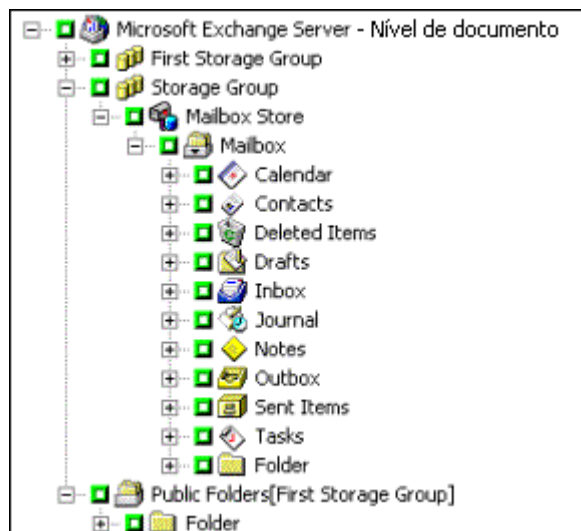 Microsoft Exchange Server - Nível de documento
First Storage Group
Storage Group
Mailbox Store
Mailbox
Calendar
Contacts
Deleted Items
Drafts
Inbox
Journal
Notes
Outbox
Sent Items
Tasks
Folder
Public Folders[First Storage Group]
Folder